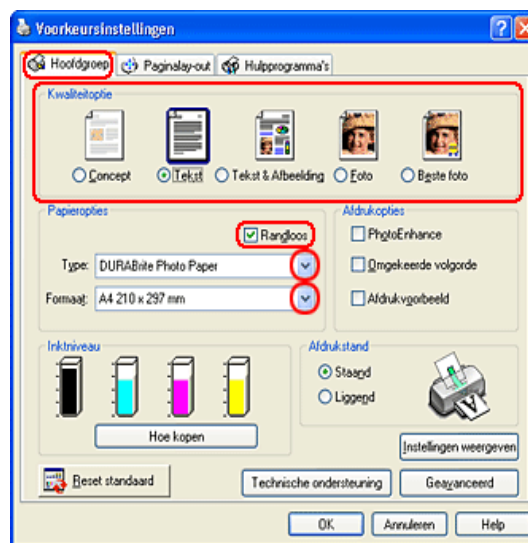 Voorkeursinstellingen
Hoofdgroep Paginalay-out Hulpprogramma's
Kwaliteitoptie
Concept Tekst Tekst & Afbeelding Foto Beste foto
Papieropties Afdrukopties
Randloos PhotoEnhance
Type: DURABrite Photo Paper Omgekeerde volgorde
Formaat: A4 210 x 297 mm Afdrukvoorbeeld
Inktniveau Afdrukstand
Staand
Liggend
Hoe kopen
Instellingen weergeven
Reset standaard Technische ondersteuning Geavanceerd
OK Annuleren Help